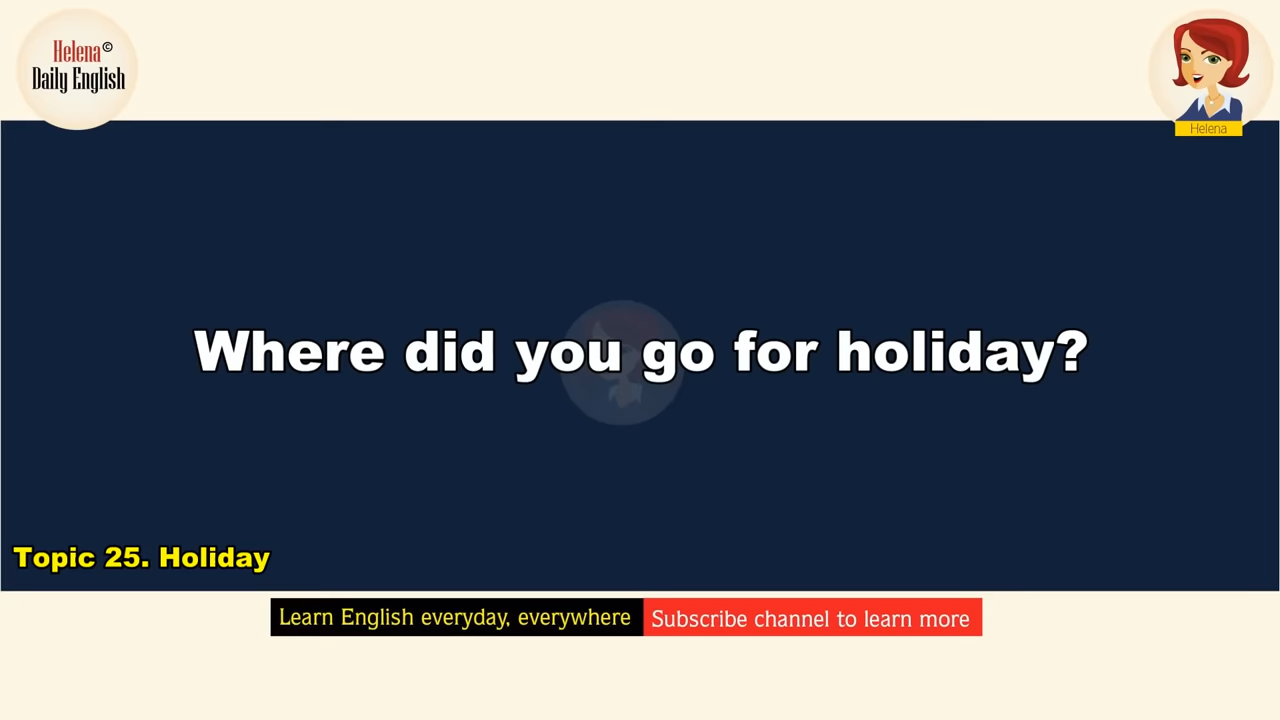 Helena©
Daily English
Helena
Where did you go for holiday?
Topic 25. Holiday
Learn English everyday, everywhere
Subscribe channel to learn more